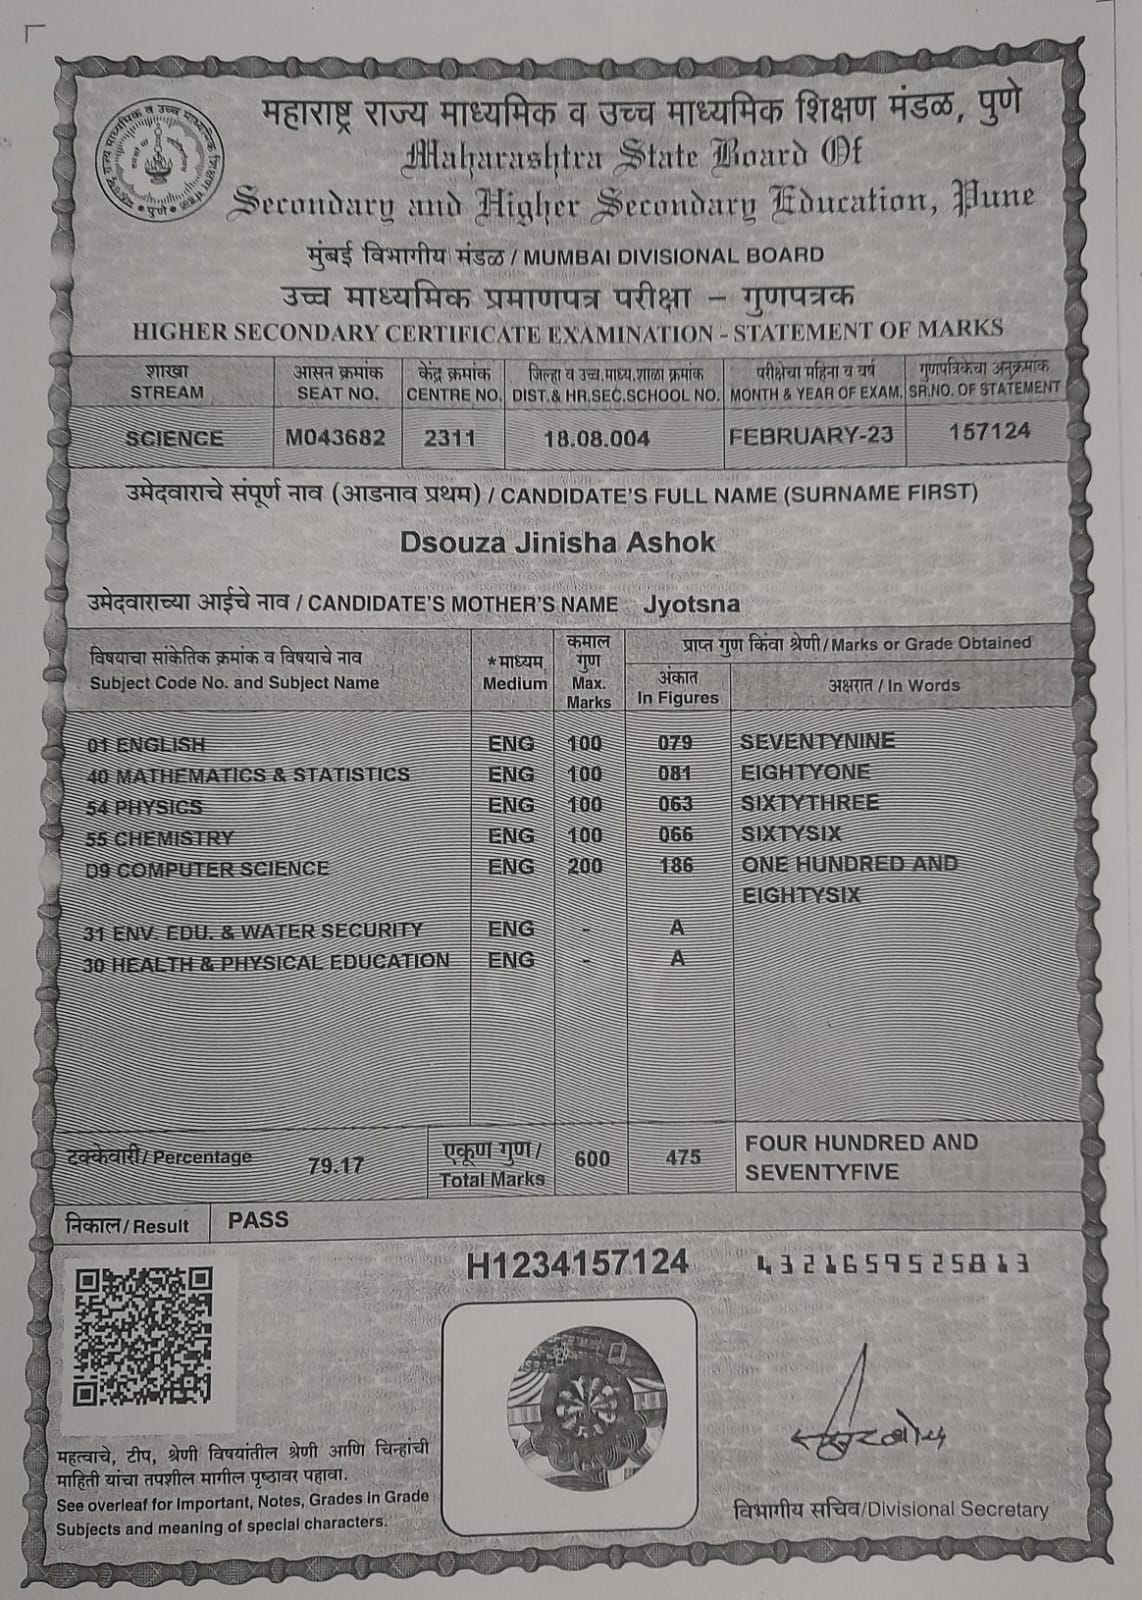 महाराष्ट्र राज्य माध्यमिक व उच्च माध्यमिक शिक्षण मंडळ, पुणे
Maharashtra State Board Of
Secondary and Higher Secondary Education, Pune
मुंबई विभागीय मंडळ / MUMBAI DIVISIONAL BOARD
उच्च माध्यमिक प्रमाणपत्र परीक्षा – गुणपत्रक
HIGHER SECONDARY CERTIFICATE EXAMINATION - STATEMENT OF MARKS
शाखा आसन क्रमांक केंद्र क्रमांक जिल्हा व उच्च.माध्य.शाळा क्रमांक परीक्षेचा महिना व वर्ष गुणपत्रिकेचा अनुक्रमांक
STREAM SEAT NO. CENTRE NO. DIST.& HR.SEC.SCHOOL NO. MONTH & YEAR OF EXAM. SR.NO. OF STATEMENT
SCIENCE M043682 2311 18.08.004 FEBRUARY-23 157124
उमेदवाराचे संपूर्ण नाव (आडनाव प्रथम) / CANDIDATE'S FULL NAME (SURNAME FIRST)
Dsouza Jinisha Ashok
उमेदवाराच्या आईचे नाव / CANDIDATE'S MOTHER'S NAME Jyotsna
विषयाचा सांकेतिक क्रमांक व विषयाचे नाव *माध्यम कमाल गुण प्राप्त गुण किंवा श्रेणी / Marks or Grade Obtained
Subject Code No. and Subject Name Medium Max. Marks अंकात In Figures अक्षरात / In Words
01 ENGLISH ENG 100 079 SEVENTYNINE
40 MATHEMATICS & STATISTICS ENG 100 081 EIGHTYONE
54 PHYSICS ENG 100 063 SIXTYTHREE
55 CHEMISTRY ENG 100 066 SIXTYSIX
D9 COMPUTER SCIENCE ENG 200 186 ONE HUNDRED AND
EIGHTYSIX
31 ENV. EDU. & WATER SECURITY ENG - A
30 HEALTH & PHYSICAL EDUCATION ENG - A
टक्केवारी/ Percentage 79.17 एकूण गुण / Total Marks 600 475 FOUR HUNDRED AND
SEVENTYFIVE
निकाल/ Result PASS
H1234157124 4321659525813
महत्वाचे, टीप, श्रेणी विषयांतील श्रेणी आणि चिन्हांची
माहिती यांचा तपशील मागील पृष्ठावर पहावा.
See overleaf for Important, Notes, Grades in Grade
Subjects and meaning of special characters.
विभागीय सचिव/Divisional Secretary